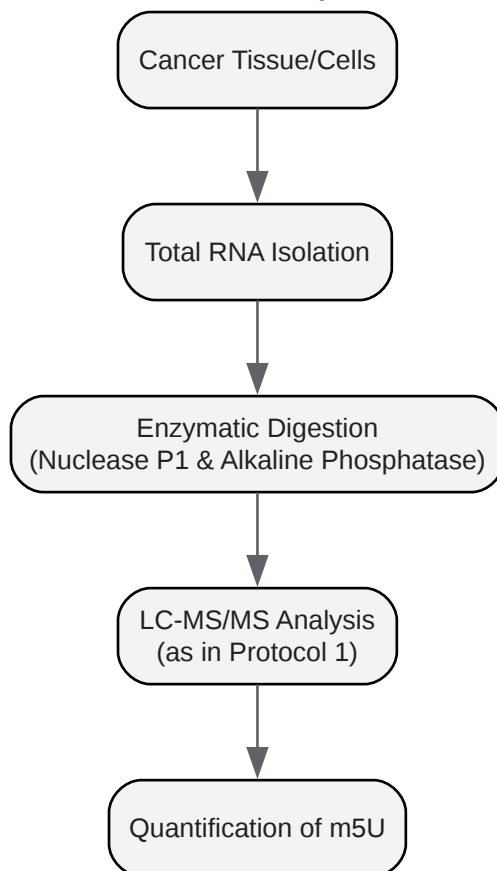 Cancer Tissue/Cells
Total RNA Isolation
Enzymatic Digestion
(Nuclease P1 & Alkaline Phosphatase)
LC-MS/MS Analysis
(as in Protocol 1)
Quantification of m5U